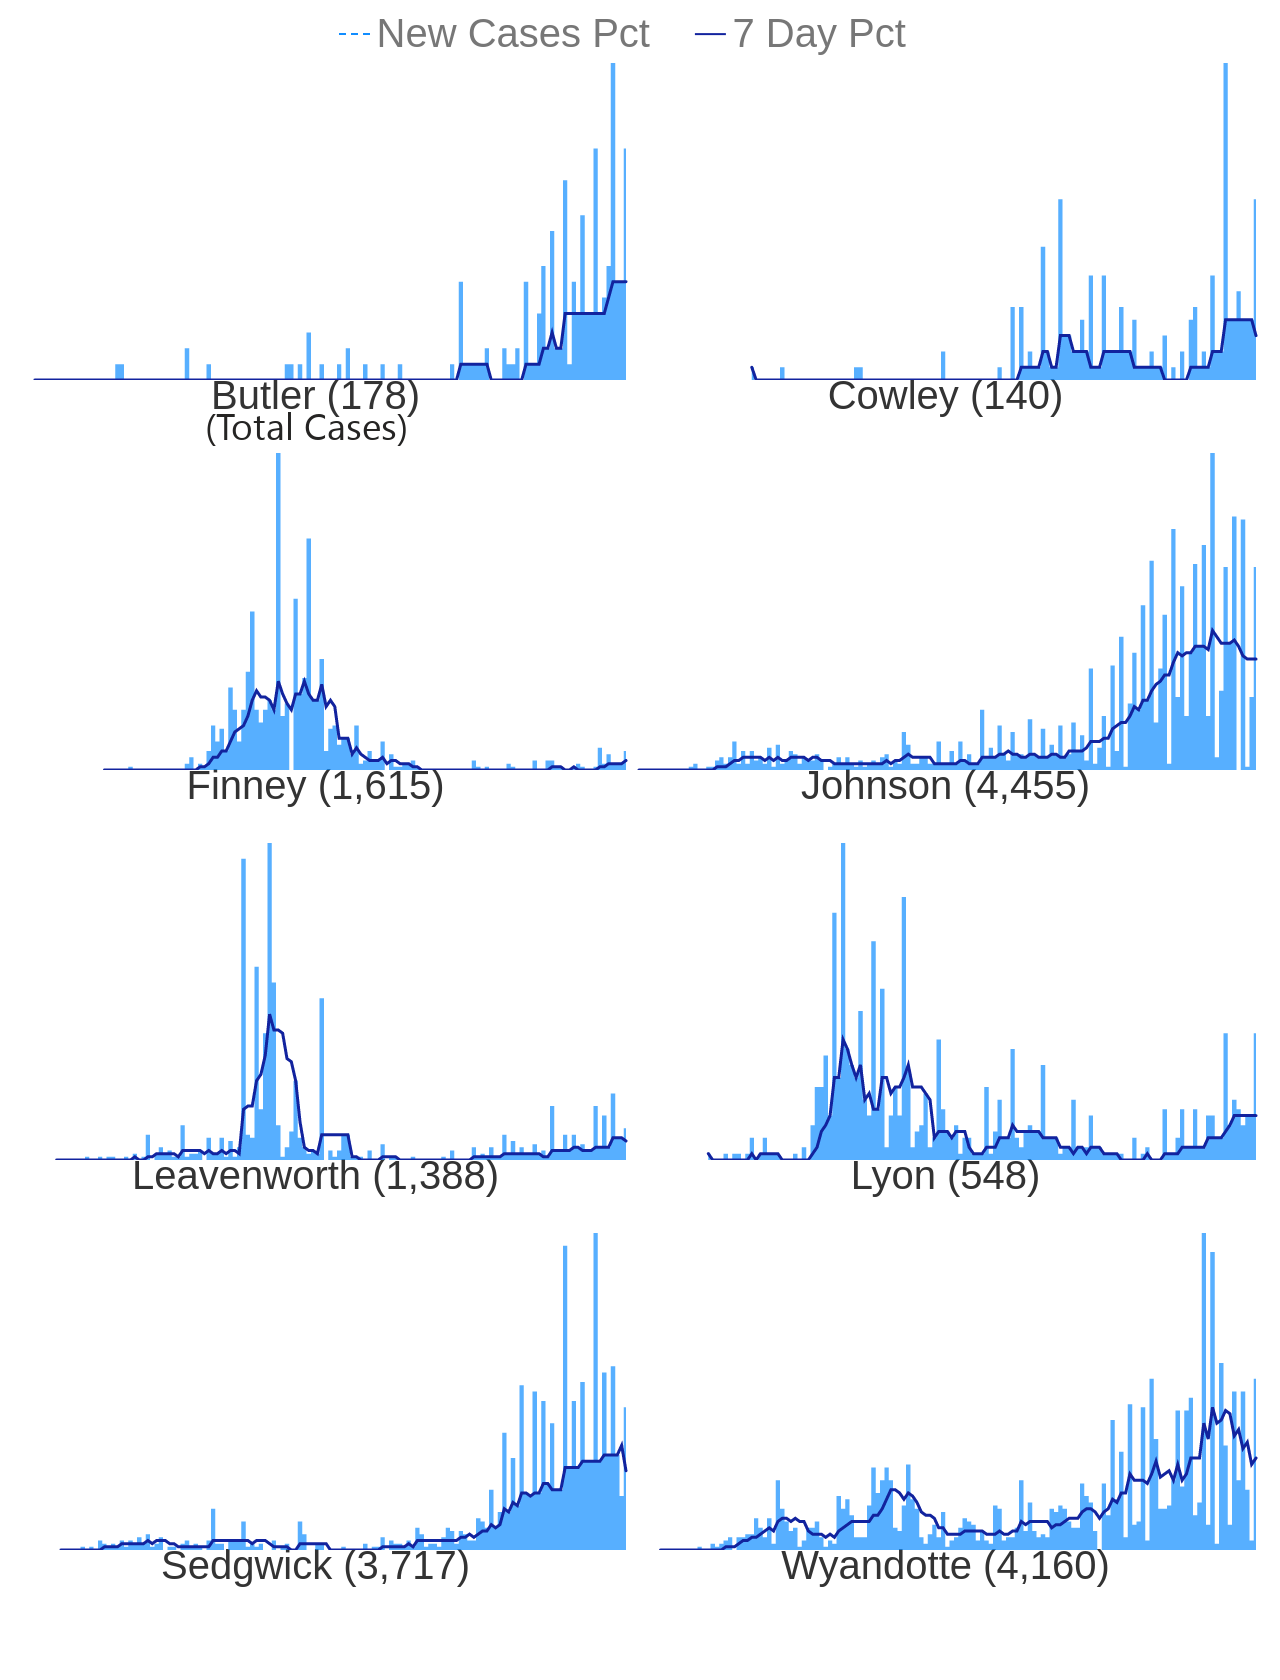 New Cases Pct 7 Day Pct
Butler (178) Cowley (140)
(Total Cases)
Finney (1,615) Johnson (4,455)
Leavenworth (1,388) Lyon (548)
Sedgwick (3,717) Wyandotte (4,160)